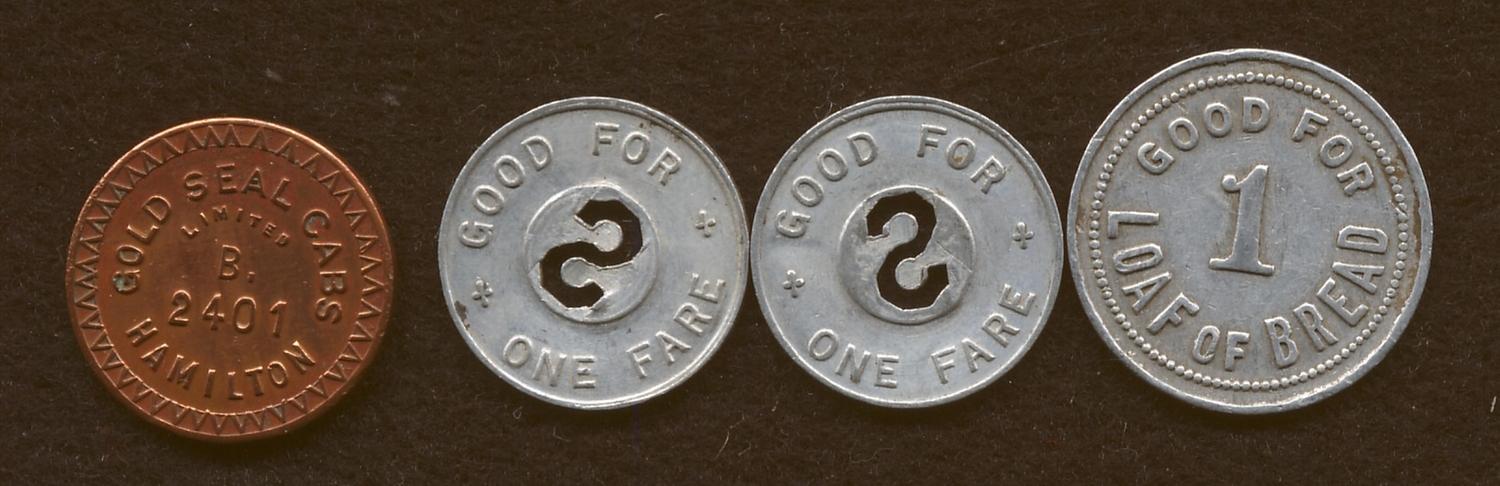 GOLD SEAL CABS
LIMITED
B.
2401
HAMILTON
GOOD FOR
ONE FARE
GOOD FOR
S
ONE FARE
GOOD FOR
1
LOAF OF BREAD